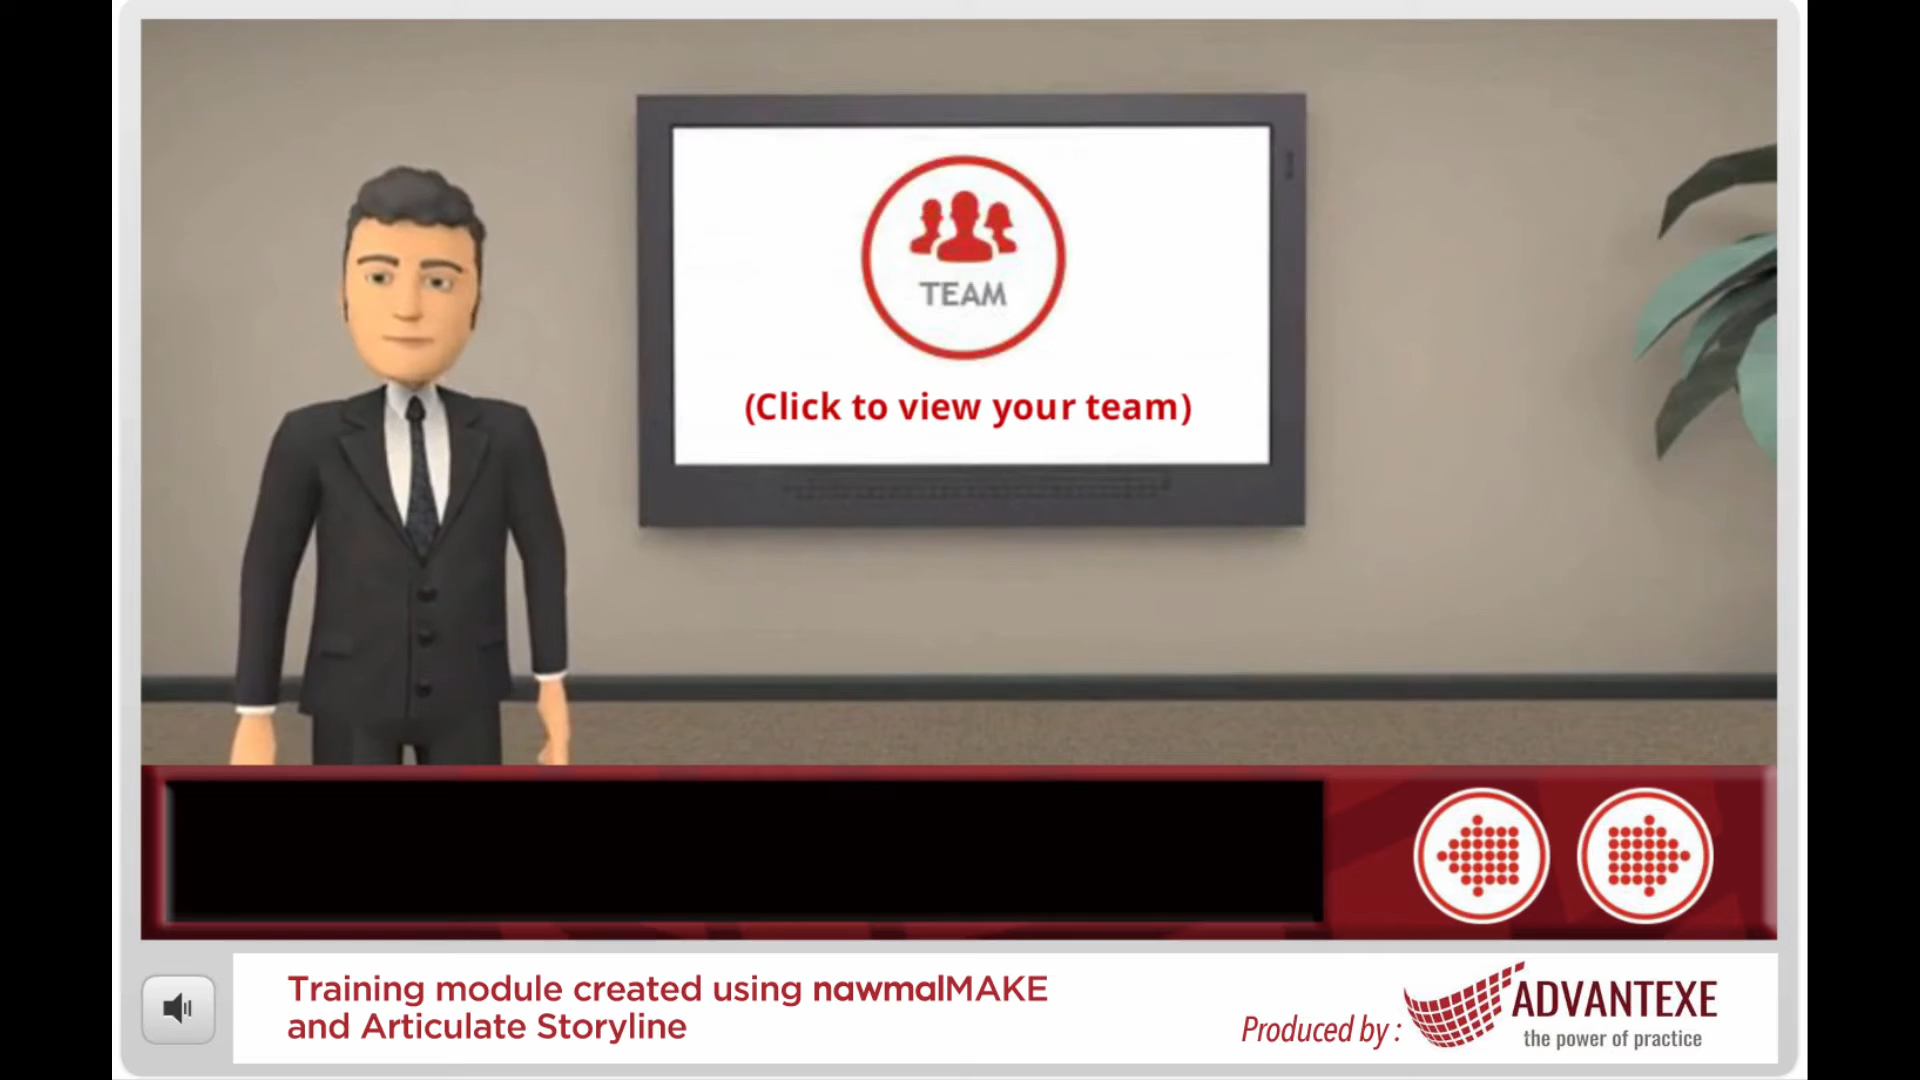 TEAM
(Click to view your team)
Training module created using nawmalMAKE
and Articulate Storyline
Produced by :
ADVANTEXE
the power of practice